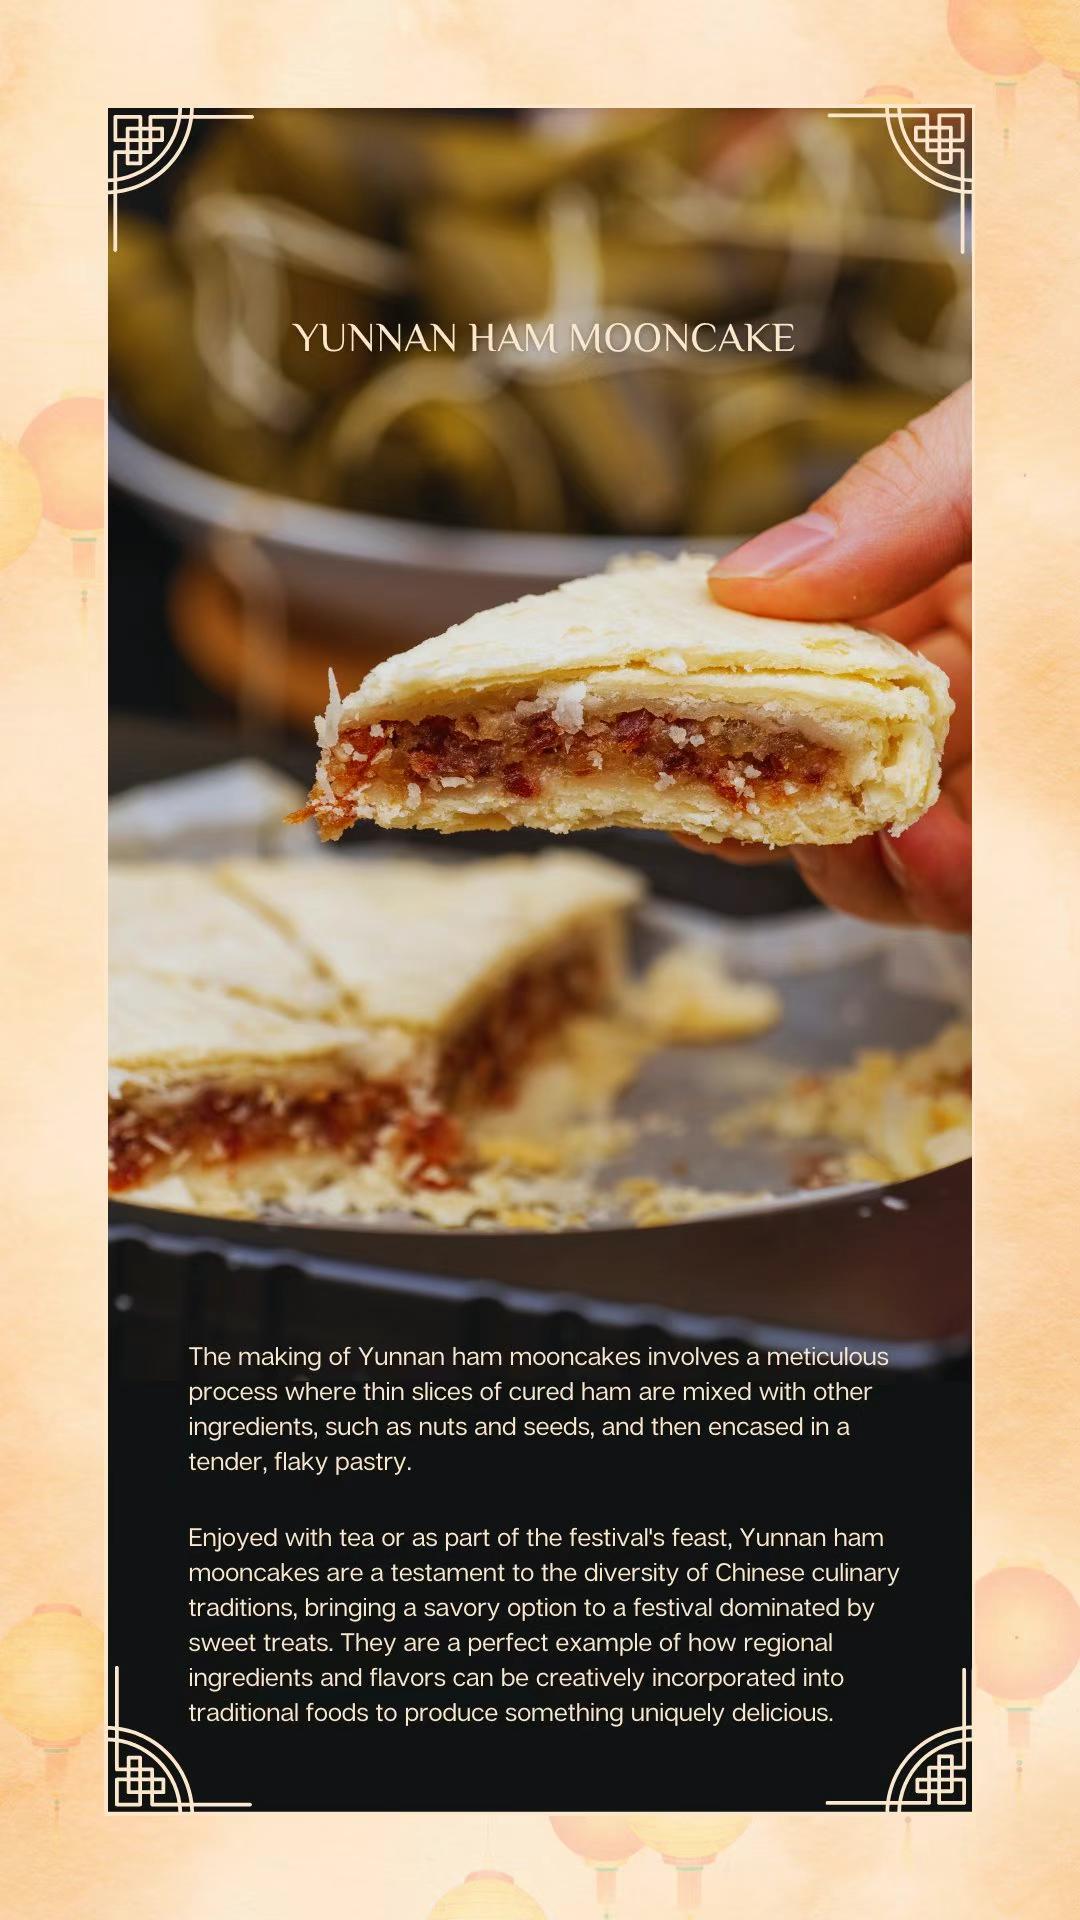 YUNNAN HAM MOONCAKE
The making of Yunnan ham mooncakes involves a meticulous
process where thin slices of cured ham are mixed with other
ingredients, such as nuts and seeds, and then encased in a
tender, flaky pastry.
Enjoyed with tea or as part of the festival's feast, Yunnan ham
mooncakes are a testament to the diversity of Chinese culinary
traditions, bringing a savory option to a festival dominated by
sweet treats. They are a perfect example of how regional
ingredients and flavors can be creatively incorporated into
traditional foods to produce something uniquely delicious.